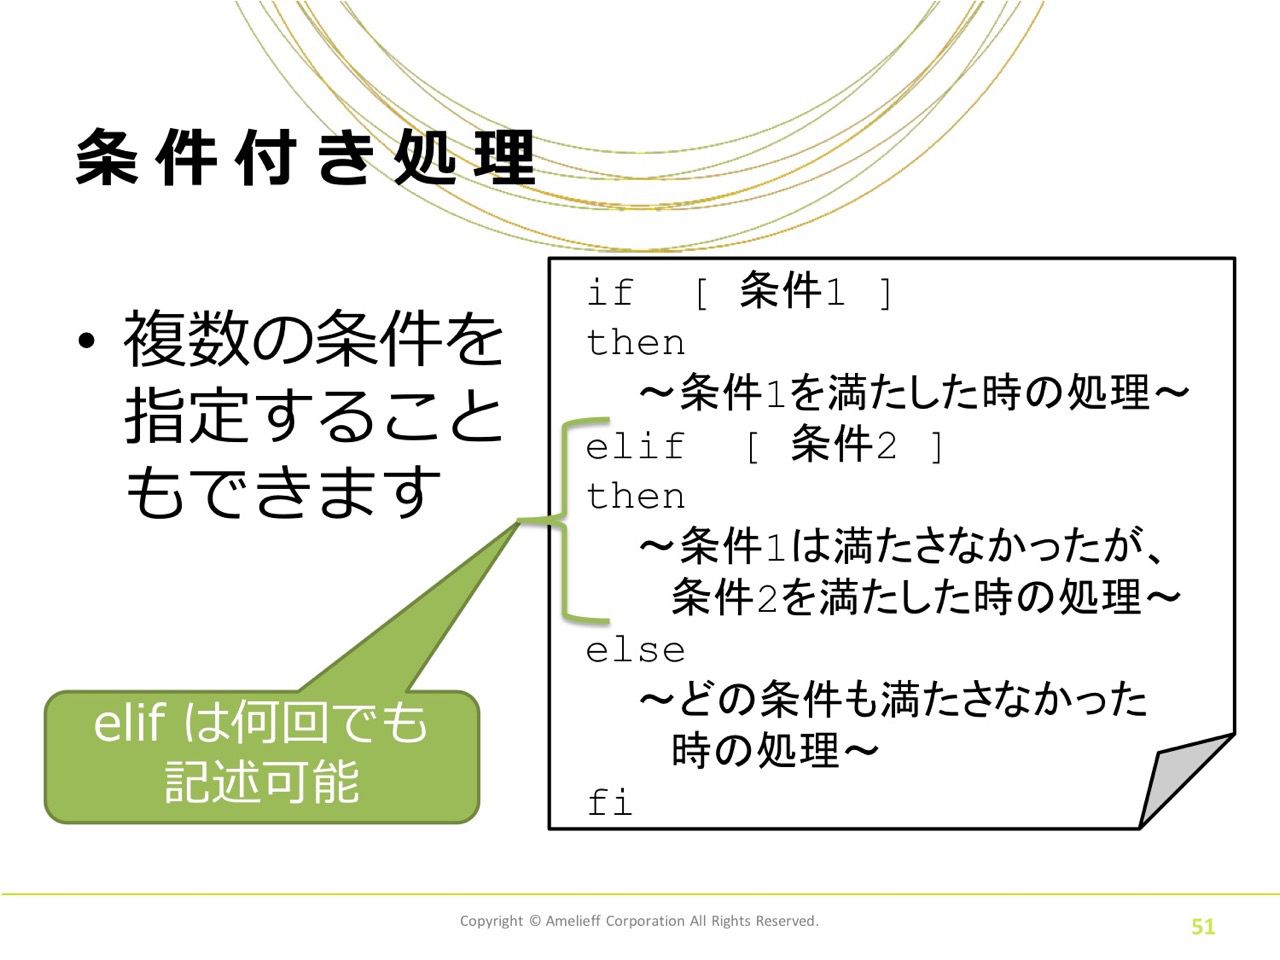 条件付き処理
• 複数の条件を
指定すること
もできます
if [ 条件1 ]
then
～条件1を満たした時の処理～
elif [ 条件2 ]
then
～条件1は満たさなかったが、
条件2を満たした時の処理～
else
～どの条件も満たさなかった
時の処理～
fi
elif は何回でも
記述可能
Copyright © Amelieff Corporation All Rights Reserved.
51